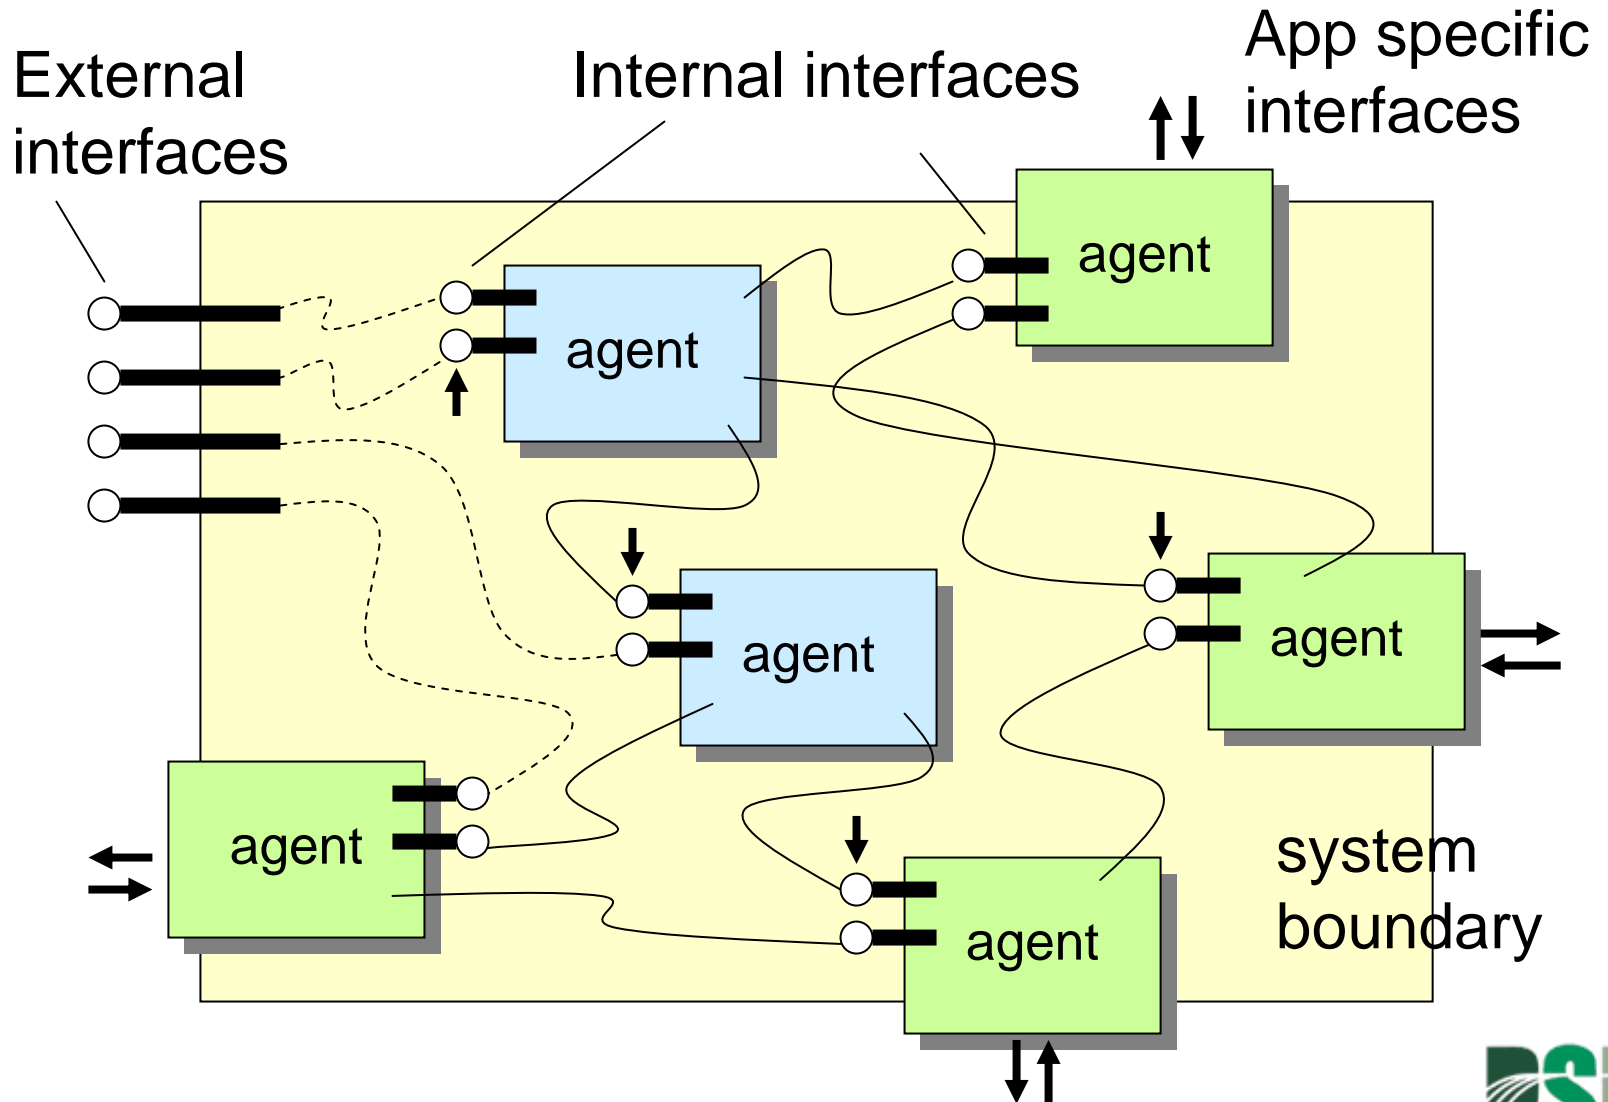 External
interfaces
Internal interfaces
App specific
interfaces
agent
agent
agent
agent
agent
agent
system
boundary